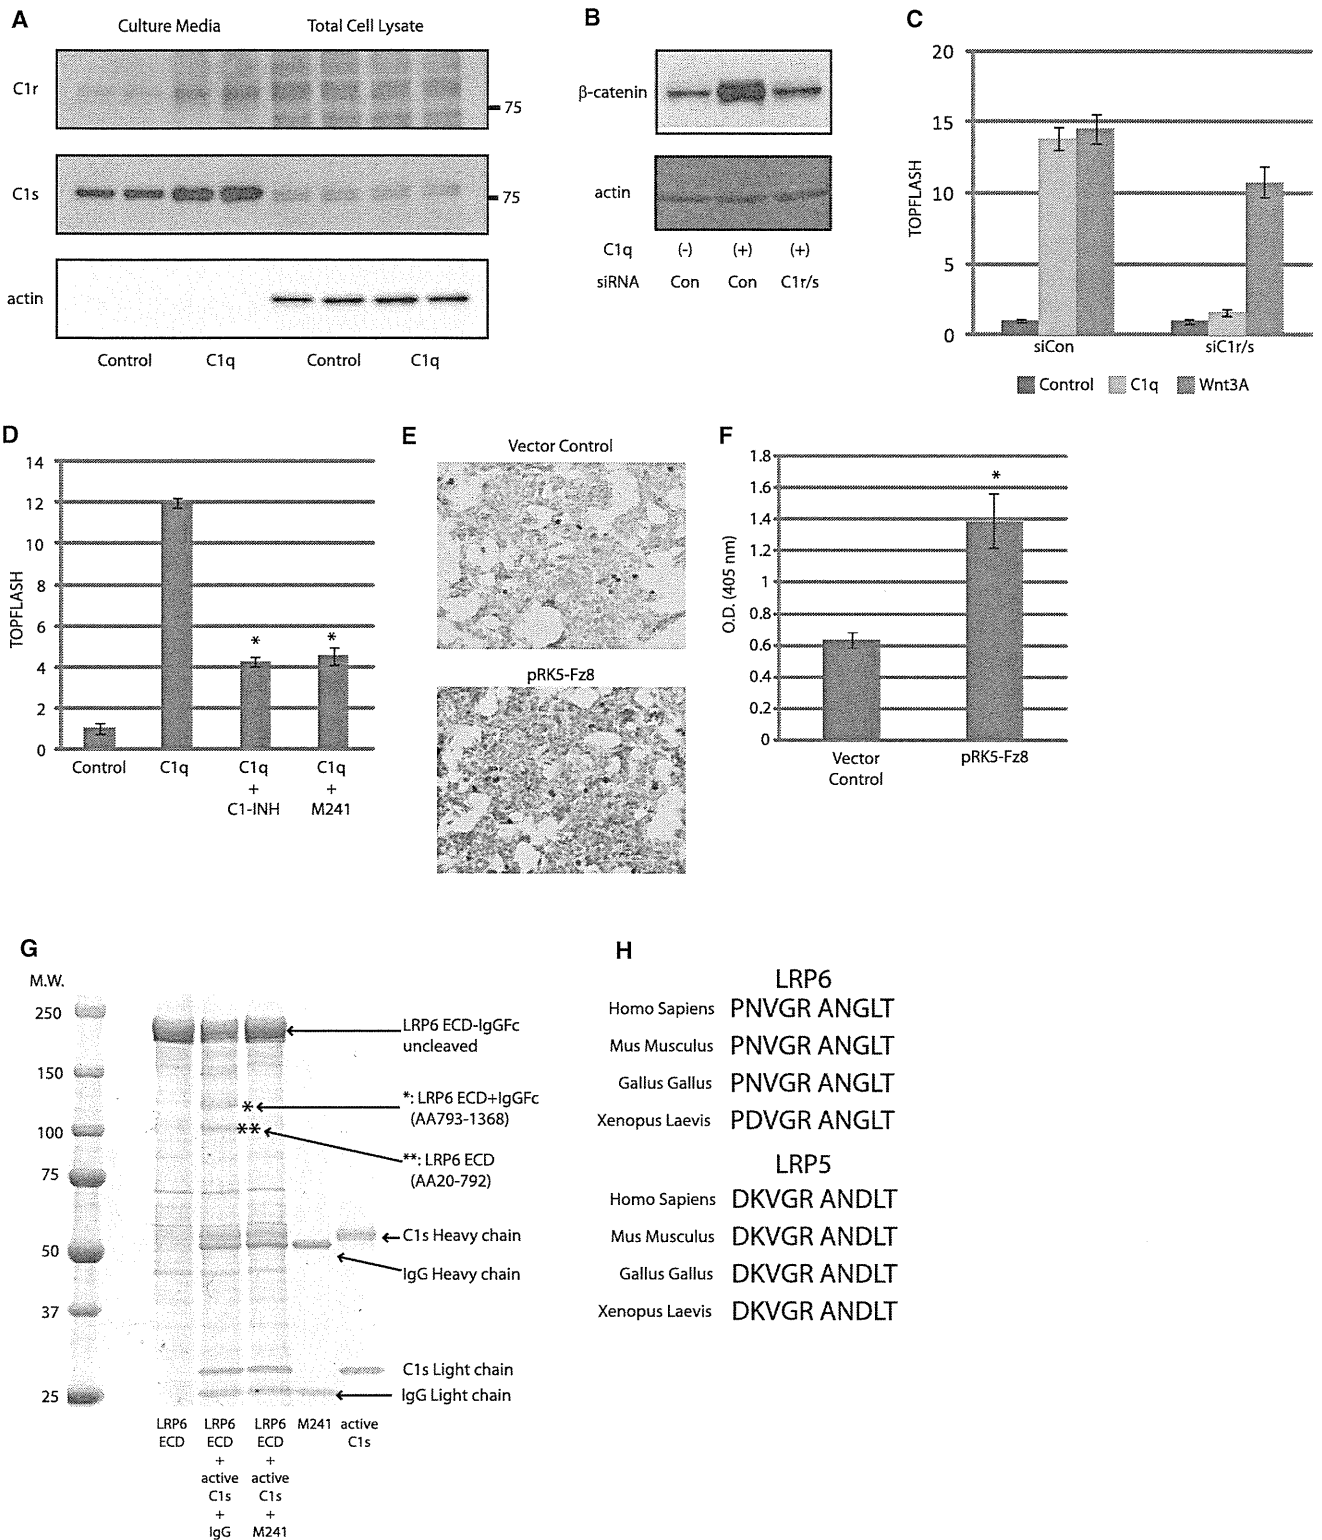 A
Culture Media Total Cell Lysate
C1r
75
C1s
75
actin
Control C1q Control C1q
B
β-catenin
actin
C1q (-) (+) (+)
siRNA Con Con C1r/s
C
20
15
10
5
0
TOPFLASH
siCon siC1r/s
Control C1q Wnt3A
D
14
12
10
8
6
4
2
0
TOPFLASH
* *
Control C1q C1q C1q
+ +
C1-INH M241
E
Vector Control
pRK5-Fz8
F
1.8
1.6
1.4
1.2
1
0.8
0.6
0.4
0.2
0
O.D. (405 nm)
*
Vector pRK5-Fz8
Control
G
M.W.
250
150
100
75
50
37
25
LRP6 ECD-IgGFc
uncleaved
*
*: LRP6 ECD+IgGFc
(AA793-1368)
**
**: LRP6 ECD
(AA20-792)
C1s Heavy chain
IgG Heavy chain
C1s Light chain
IgG Light chain
LRP6 LRP6 LRP6 M241 active
ECD ECD ECD C1s
+ +
active active
C1s C1s
+ +
IgG M241
H
LRP6
Homo Sapiens PNVGR ANGLT
Mus Musculus PNVGR ANGLT
Gallus Gallus PNVGR ANGLT
Xenopus Laevis PDVGR ANGLT
LRP5
Homo Sapiens DKVGR ANDLT
Mus Musculus DKVGR ANDLT
Gallus Gallus DKVGR ANDLT
Xenopus Laevis DKVGR ANDLT